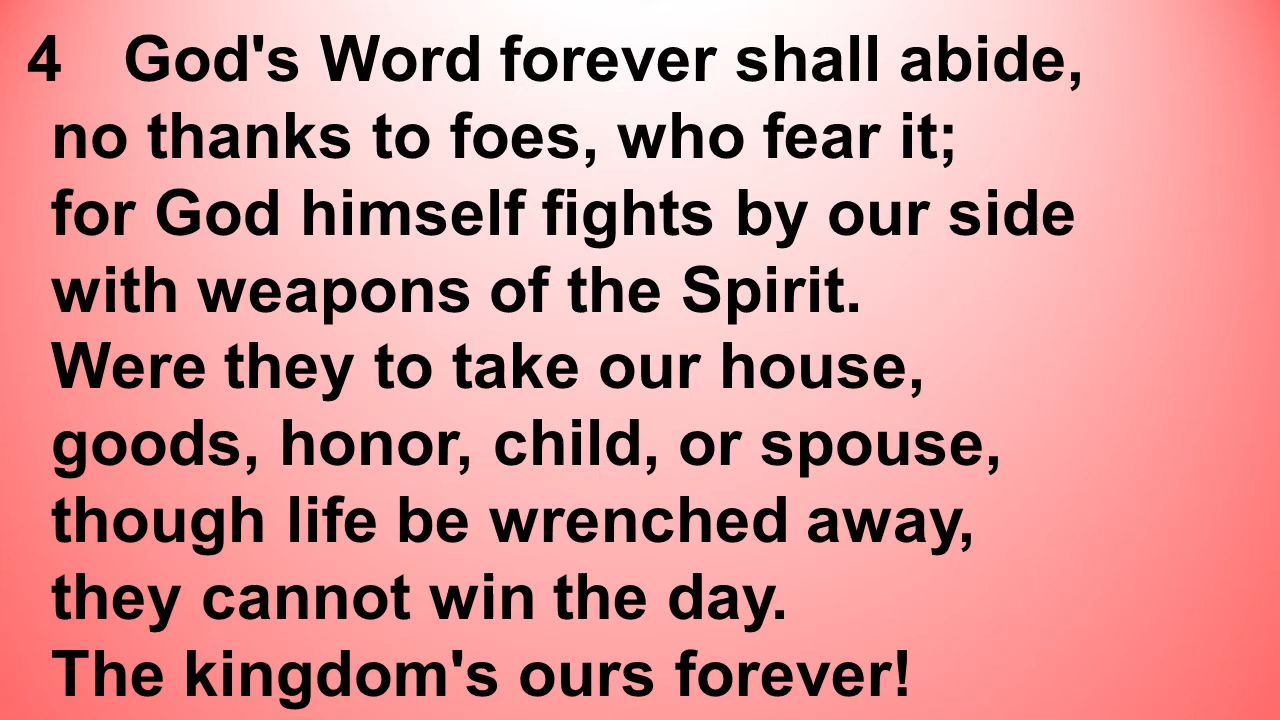 4 God's Word forever shall abide,
no thanks to foes, who fear it;
for God himself fights by our side
with weapons of the Spirit.
Were they to take our house,
goods, honor, child, or spouse,
though life be wrenched away,
they cannot win the day.
The kingdom's ours forever!